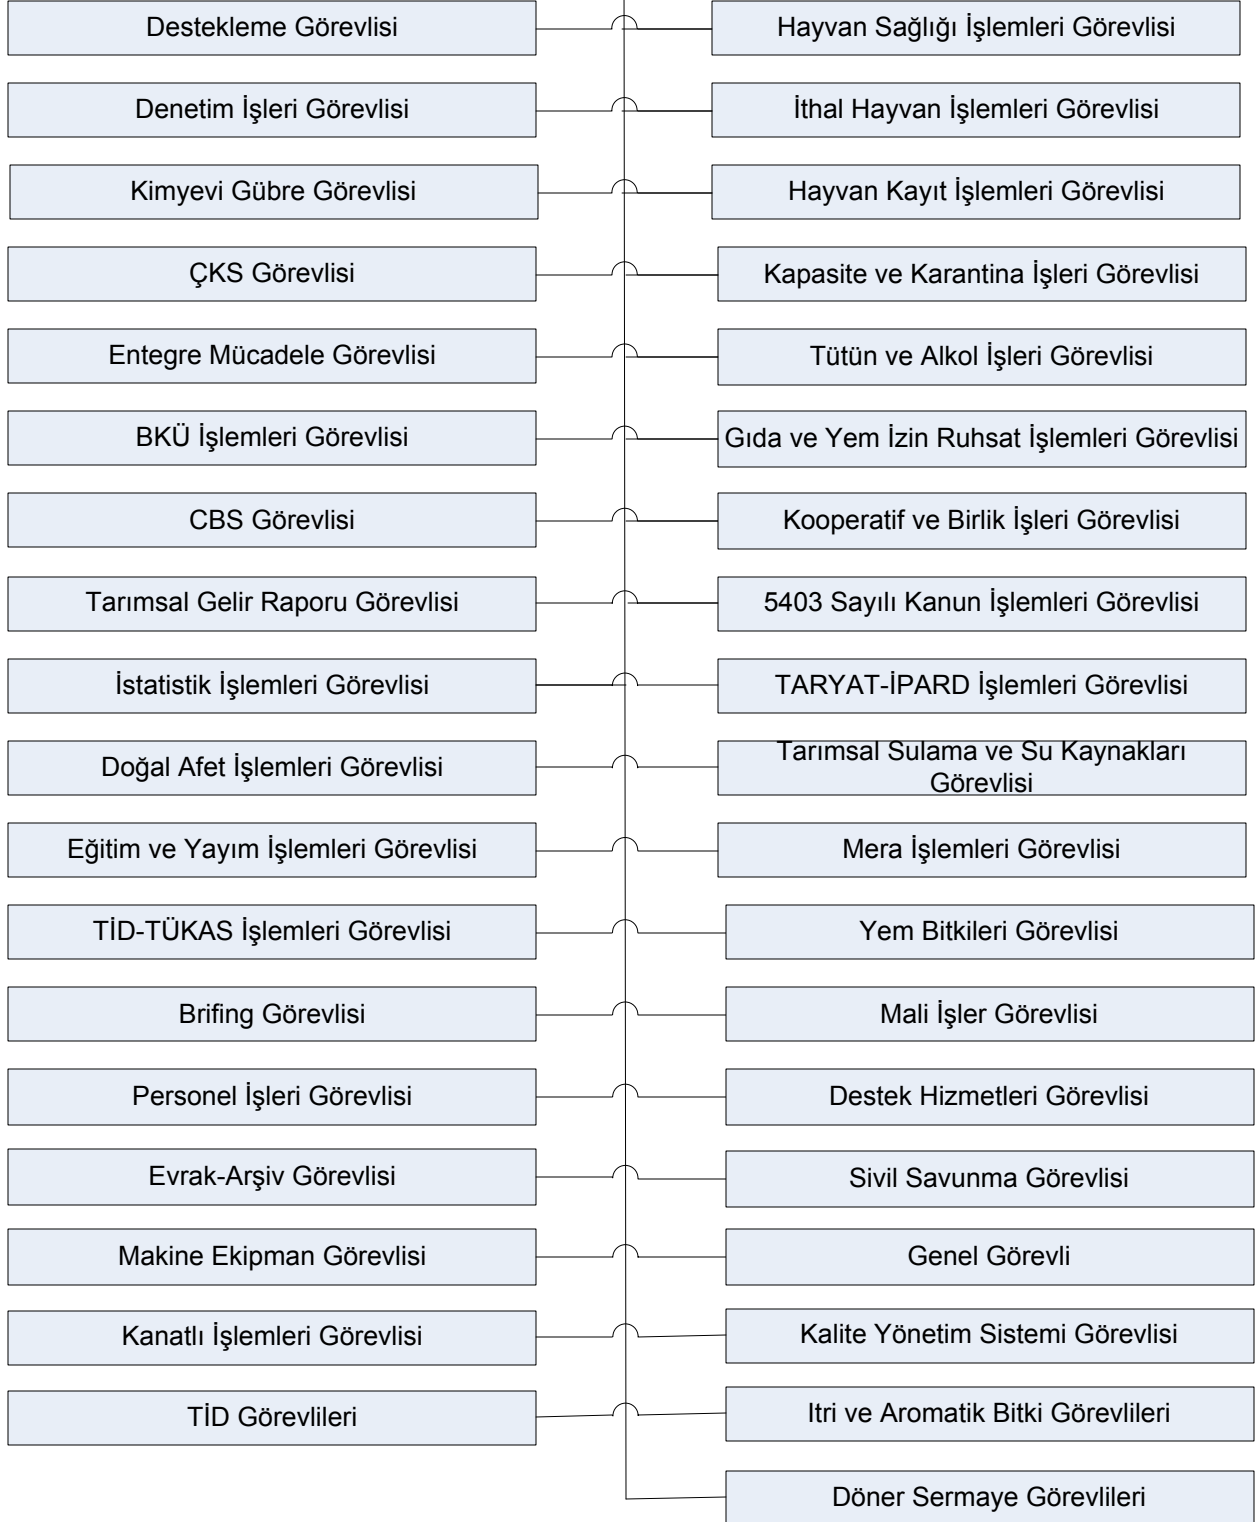 Destekleme Görevlisi
Hayvan Sağlığı İşlemleri Görevlisi
Denetim İşleri Görevlisi
İthal Hayvan İşlemleri Görevlisi
Kimyevi Gübre Görevlisi
Hayvan Kayıt İşlemleri Görevlisi
ÇKS Görevlisi
Kapasite ve Karantina İşleri Görevlisi
Entegre Mücadele Görevlisi
Tütün ve Alkol İşleri Görevlisi
BKÜ İşlemleri Görevlisi
Gıda ve Yem İzin Ruhsat İşlemleri Görevlisi
CBS Görevlisi
Kooperatif ve Birlik İşleri Görevlisi
Tarımsal Gelir Raporu Görevlisi
5403 Sayılı Kanun İşlemleri Görevlisi
İstatistik İşlemleri Görevlisi
TARYAT-İPARD İşlemleri Görevlisi
Doğal Afet İşlemleri Görevlisi
Tarımsal Sulama ve Su Kaynakları
Görevlisi
Eğitim ve Yayım İşlemleri Görevlisi
Mera İşlemleri Görevlisi
TİD-TÜKAS İşlemleri Görevlisi
Yem Bitkileri Görevlisi
Brifing Görevlisi
Mali İşler Görevlisi
Personel İşleri Görevlisi
Destek Hizmetleri Görevlisi
Evrak-Arşiv Görevlisi
Sivil Savunma Görevlisi
Makine Ekipman Görevlisi
Genel Görevli
Kanatlı İşlemleri Görevlisi
Kalite Yönetim Sistemi Görevlisi
TİD Görevlileri
Itri ve Aromatik Bitki Görevlileri
Döner Sermaye Görevlileri